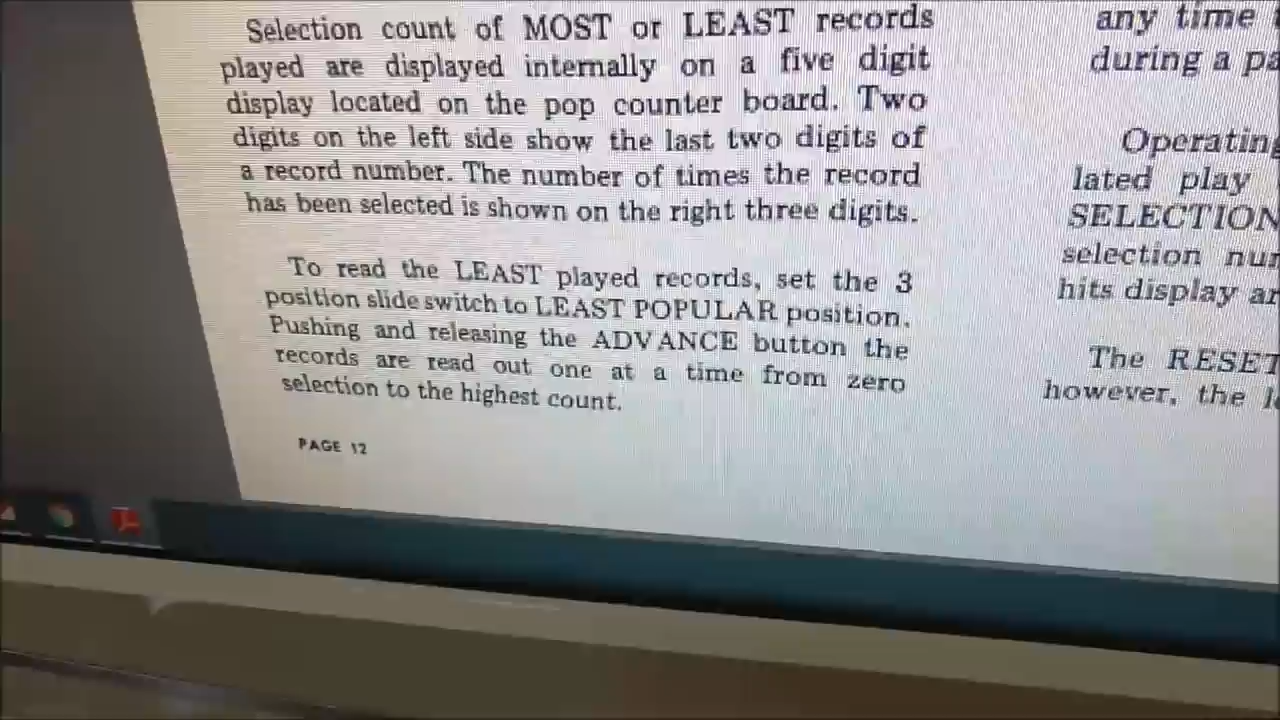 Selection count of MOST or LEAST records
played are displayed internally on a five digit
display located on the pop counter board. Two
digits on the left side show the last two digits of
a record number. The number of times the record
has been selected is shown on the right three digits.
To read the LEAST played records, set the 3
position slide switch to LEAST POPULAR position.
Pushing and releasing the ADVANCE button the
records are read out one at a time from zero
selection to the highest count.
PAGE 12
any time
during a pa
Operating
lated play
SELECTION
selection num
hits display an
The RESET
however, the